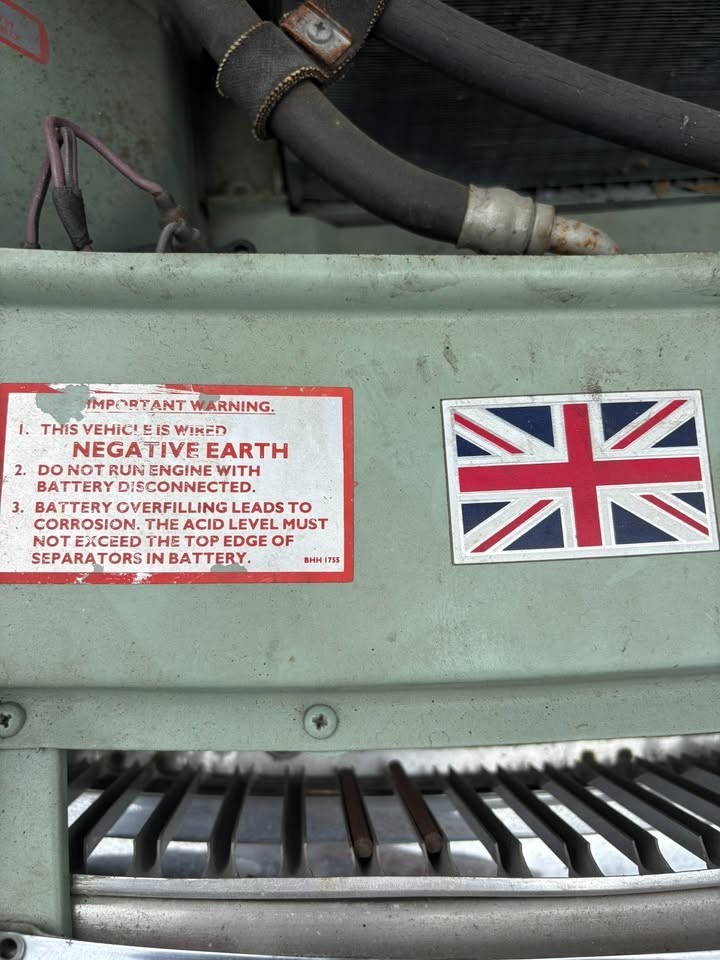 IMPORTANT WARNING.
1. THIS VEHICLE IS WIRED
NEGATIVE EARTH
2. DO NOT RUN ENGINE WITH
BATTERY DISCONNECTED.
3. BATTERY OVERFILLING LEADS TO
CORROSION. THE ACID LEVEL MUST
NOT EXCEED THE TOP EDGE OF
SEPARATORS IN BATTERY.
BHH 1755